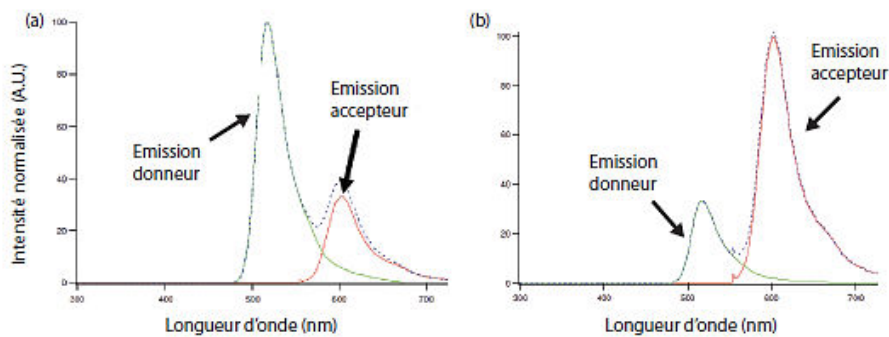 (a)
Intensité normalisée (A.U.)
100
80
60
40
20
0
Emission
donneur
Emission
accepteur
300 400 500 600 700
Longueur d'onde (nm)
(b)
100
80
60
40
20
0
Emission
donneur
Emission
accepteur
300 400 500 600 700
Longueur d'onde (nm)